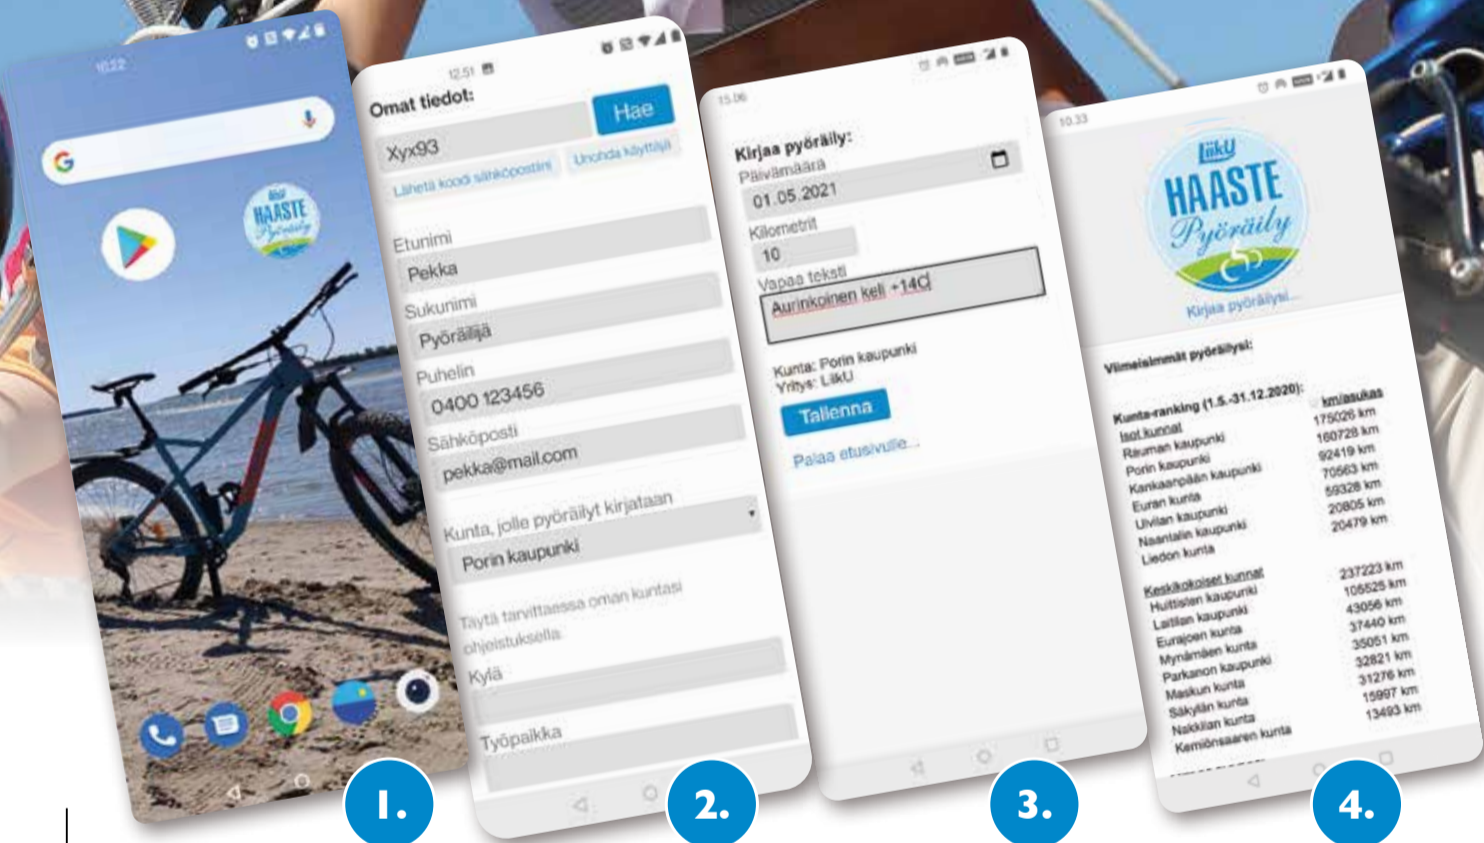 10.22
LiikU
HAASTE
Pyöräily
1.
12.51
Omat tiedot:
Xyx93
Hae
Lähetä koodi sähköpostiini
Unohda käyttäjä
Etunimi
Pekka
Sukunimi
Pyöräilijä
Puhelin
0400 123456
Sähköposti
pekka@mail.com
Kunta, jolle pyöräilyt kirjataan
Porin kaupunki
Täytä tarvittaessa oman kuntasi
ohjeistuksella:
Kylä
Työpaikka
2.
15.06
Kirjaa pyöräily:
Päivämäärä
01.05.2021
Kilometrit
10
Vapaa teksti
Aurinkoinen keli +14C
Kunta: Porin kaupunki
Yritys: LiikU
Tallenna
Palaa etusivulle...
3.
10.33
LiikU
HAASTE
Pyöräily
Kirjaa pyöräilysi...
Viimeisimmät pyöräilysi:
Kunta-ranking (1.5.-31.12.2020):
km/asukas
Isot kunnat
Rauman kaupunki 175026 km
Porin kaupunki 160728 km
Kankaanpään kaupunki 92419 km
Euran kunta 70563 km
Ulvilan kaupunki 59328 km
Naantalin kaupunki 20805 km
Liedon kunta 20479 km
Keskikokoiset kunnat
Huittisten kaupunki 237223 km
Laitilan kaupunki 106525 km
Eurajoen kunta 43056 km
Mynämäen kunta 37440 km
Parkanon kaupunki 35051 km
Maskun kunta 32821 km
Säkylän kunta 31276 km
Nakkilan kunta 15997 km
Kemiönsaaren kunta 13493 km
4.